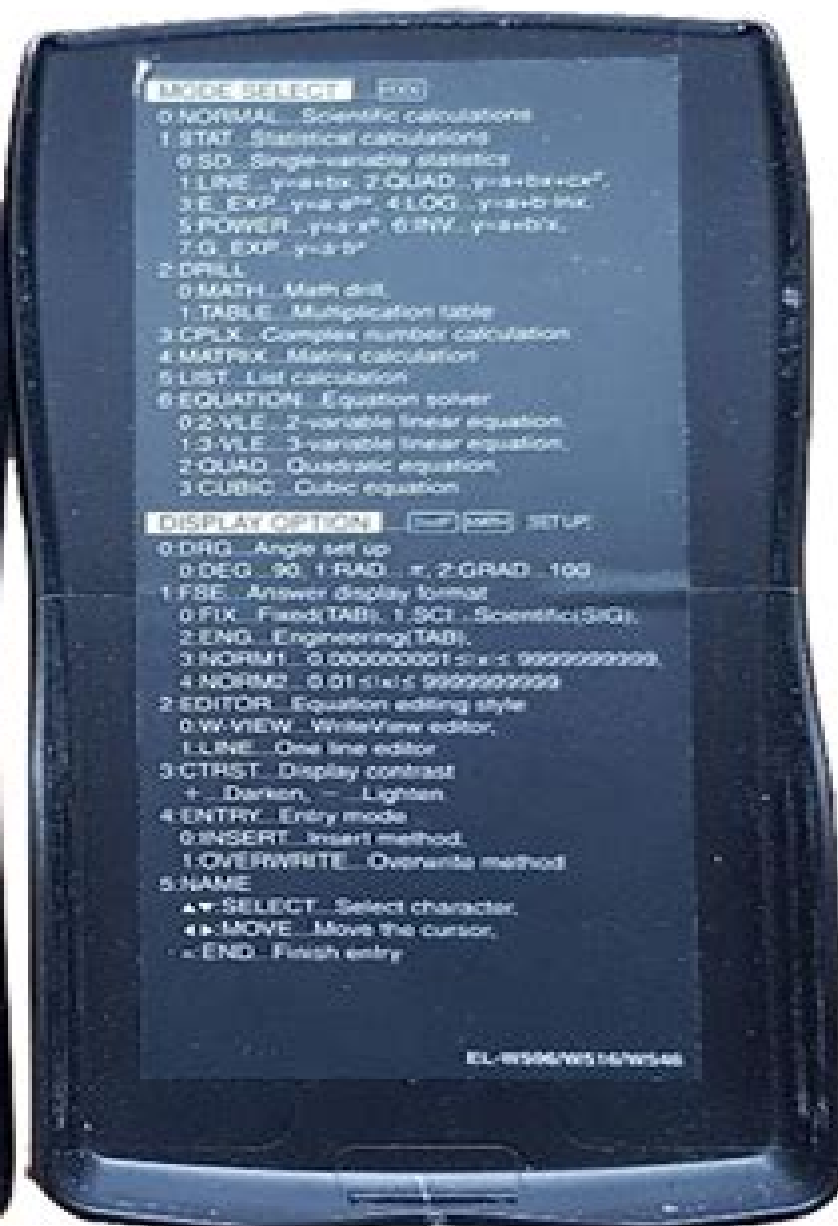 MODE SELECT ... MODE
0:NORMAL...Scientific calculations
1:STAT...Statistical calculations
0:SD...Single-variable statistics
1:LINE...y=a+bx, 2:QUAD...y=a+bx+cx²,
3:E_EXP...y=a·eᵇˣ, 4:LOG...y=a+b·lnx,
5:POWER...y=a·xᵇ, 6:INV...y=a+b/x,
7:G_EXP...y=a·bˣ
2:DRILL
0:MATH...Math drill,
1:TABLE...Multiplication table
3:CPLX...Complex number calculation
4:MATRIX...Matrix calculation
5:LIST...List calculation
6:EQUATION...Equation solver
0:2-VLE...2-variable linear equation,
1:3-VLE...3-variable linear equation,
2:QUAD...Quadratic equation,
3:CUBIC...Cubic equation
DISPLAY OPTION ... SET UP
0:DRG...Angle set up
0:DEG...90, 1:RAD...π, 2:GRAD...100
1:FSE...Answer display format
0:FIX...Fixed(TAB), 1:SCI...Scientific(SIG),
2:ENG...Engineering(TAB),
3:NORM1...0.000000001≤|x|≤ 9999999999,
4:NORM2...0.01≤|x|≤ 9999999999
2:EDITOR...Equation editing style
0:W-VIEW...WriteView editor,
1:LINE...One line editor
3:CTRST...Display contrast
+...Darken, −...Lighten
4:ENTRY...Entry mode
0:INSERT...Insert method,
1:OVERWRITE...Overwrite method
5:NAME
▲▼:SELECT...Select character,
◀▶:MOVE...Move the cursor,
=:END...Finish entry
EL-W506/W516/W546